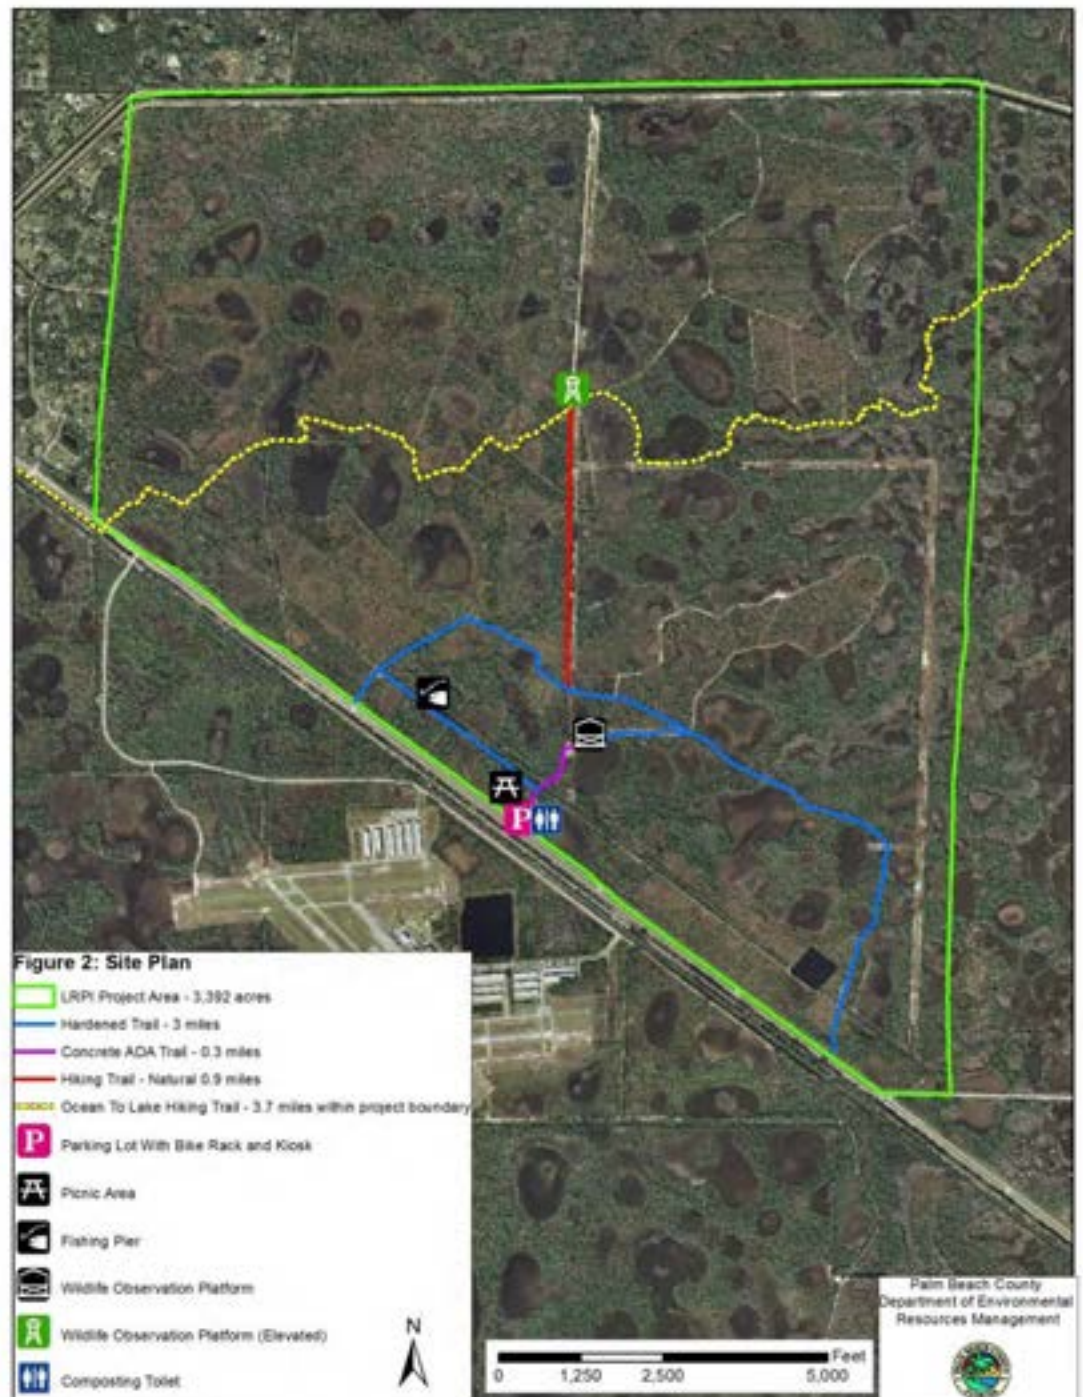 Figure 2: Site Plan
LRPI Project Area - 3,392 acres
Hardened Trail - 3 miles
Concrete ADA Trail - 0.3 miles
Hiking Trail - Natural 0.9 miles
Ocean To Lake Hiking Trail - 3.7 miles within project boundary
P Parking Lot With Bike Rack and Kiosk
Picnic Area
Fishing Pier
Wildlife Observation Platform
Wildlife Observation Platform (Elevated)
Composting Toilet
P
N
Feet
0 1,250 2,500 5,000
Palm Beach County
Department of Environmental
Resources Management